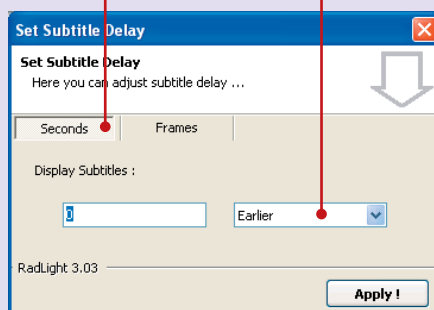 Set Subtitle Delay
Set Subtitle Delay
Here you can adjust subtitle delay ...
Seconds Frames
Display Subtitles :
0 Earlier
RadLight 3.03
Apply !